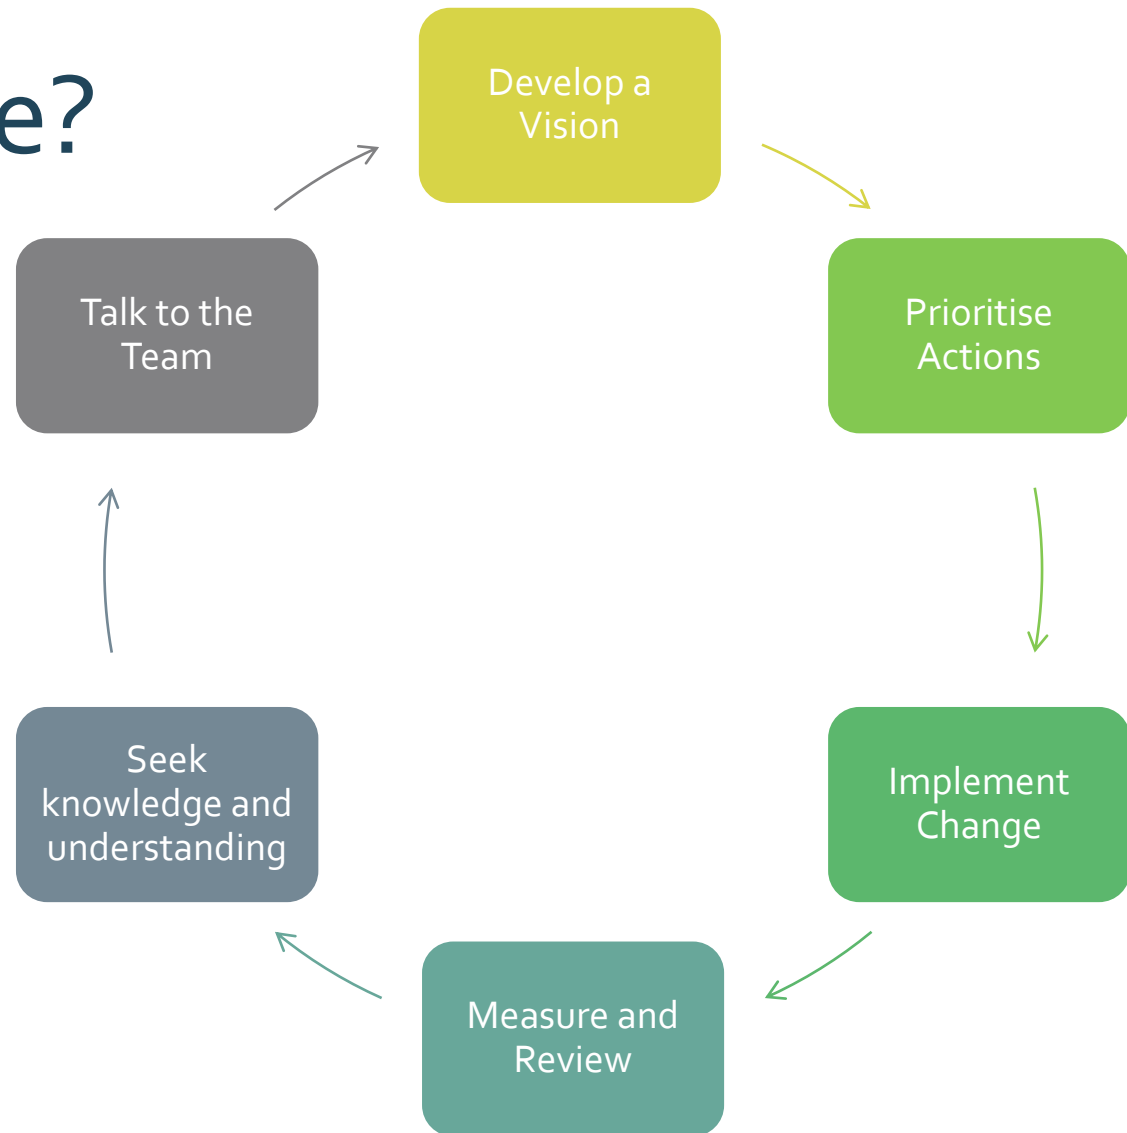 e?
Develop a
Vision
Prioritise
Actions
Implement
Change
Measure and
Review
Seek
knowledge and
understanding
Talk to the
Team